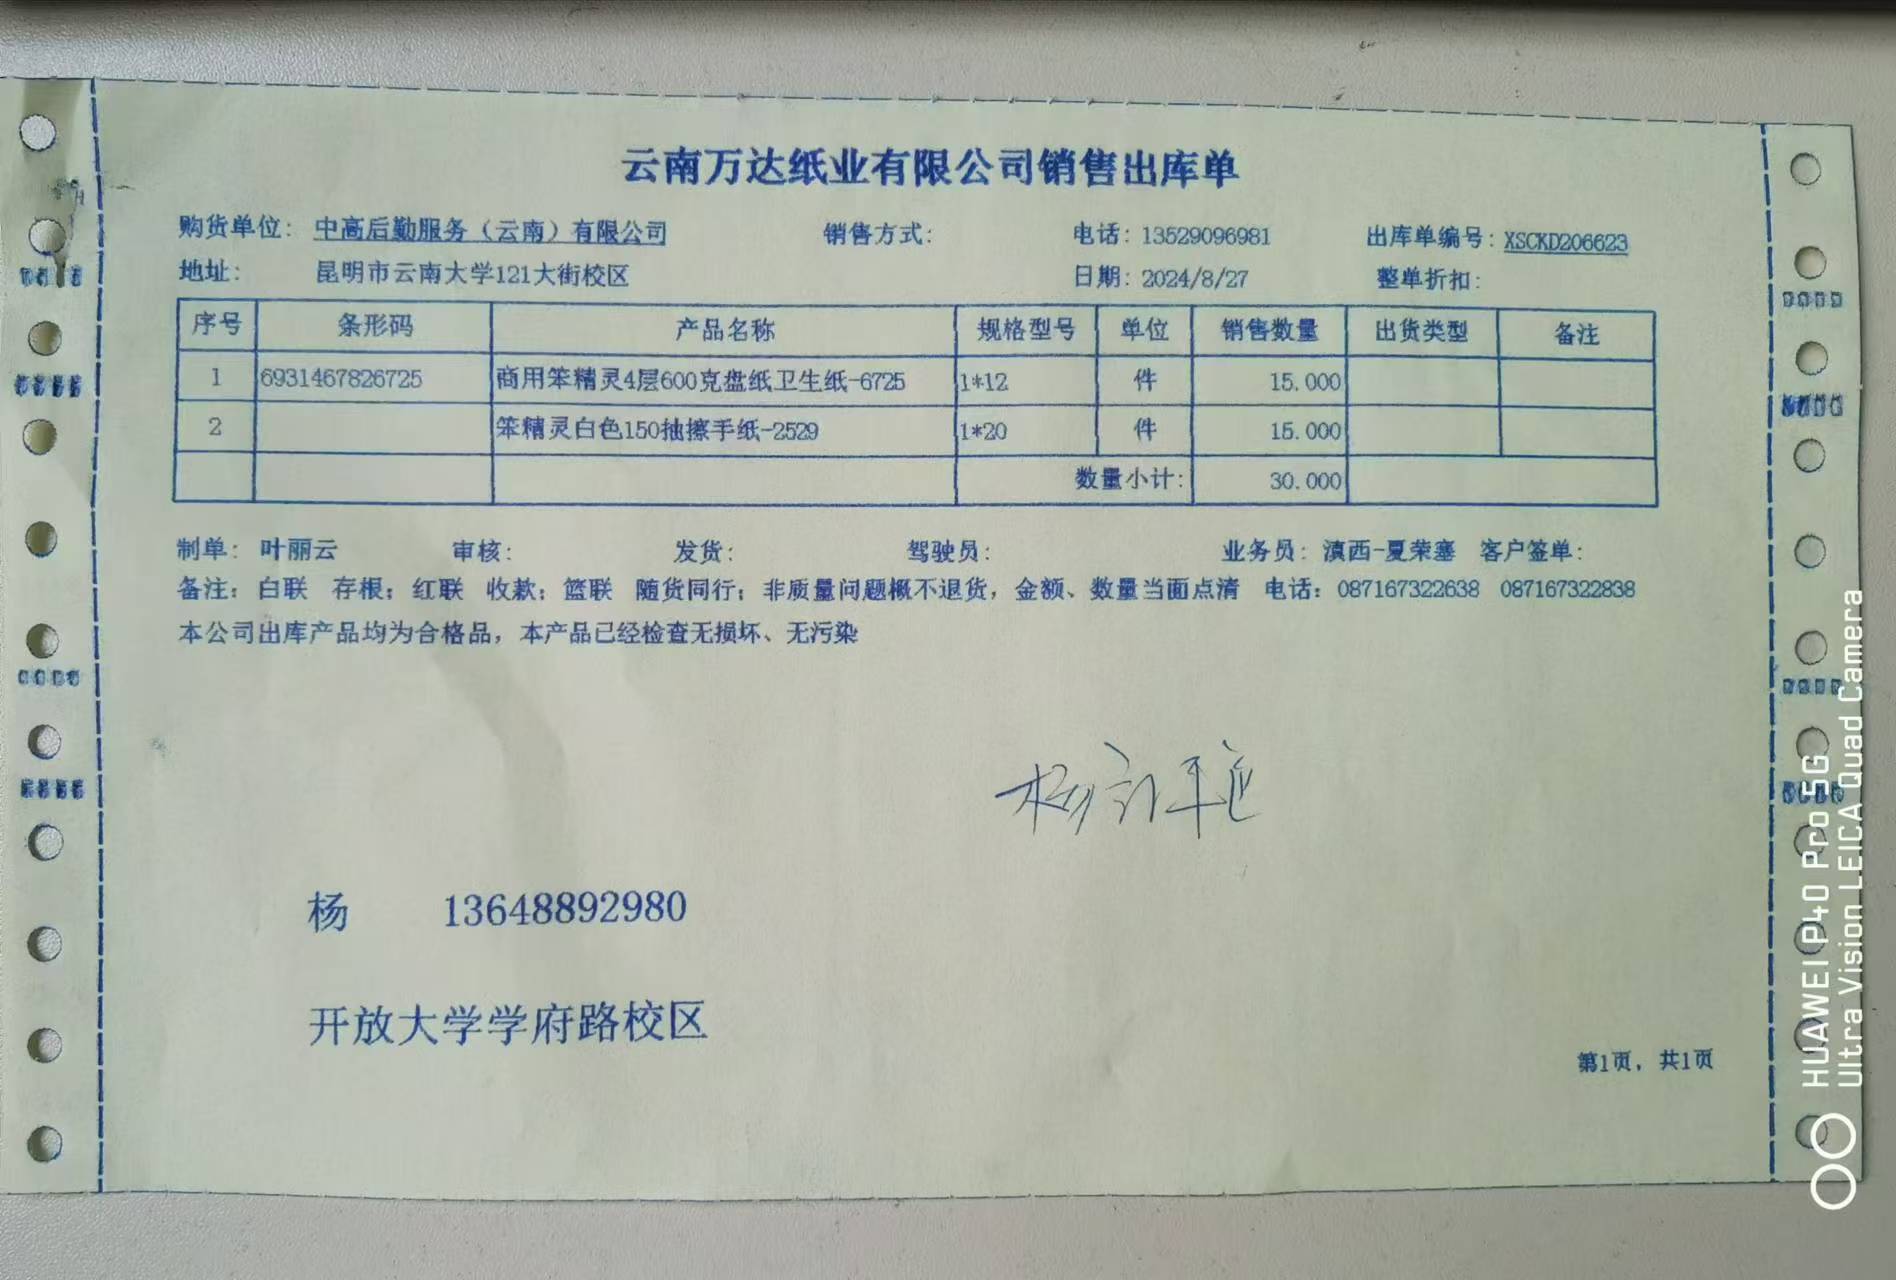 云南万达纸业有限公司销售出库单
购货单位: 中高后勤服务（云南）有限公司 销售方式: 电话: 13529096981 出库单编号: XSCKD206623
地址: 昆明市云南大学121大街校区 日期: 2024/8/27 整单折扣:
序号 条形码 产品名称 规格型号 单位 销售数量 出货类型 备注
1 6931467826725 商用笨精灵4层600克盘纸卫生纸-6725 1*12 件 15.000
2 笨精灵白色150抽擦手纸-2529 1*20 件 15.000
数量小计: 30.000
制单: 叶丽云 审核: 发货: 驾驶员: 业务员: 滇西-夏荣塞 客户签单:
备注: 白联 存根; 红联 收款; 篮联 随货同行; 非质量问题概不退货, 金额、数量当面点清 电话: 087167322638 087167322838
本公司出库产品均为合格品, 本产品已经检查无损坏、无污染
杨
杨 13648892980
开放大学学府路校区
第1页, 共1页
HUAWEI P40 Pro 5G
Ultra Vision LEICA Quad Camera